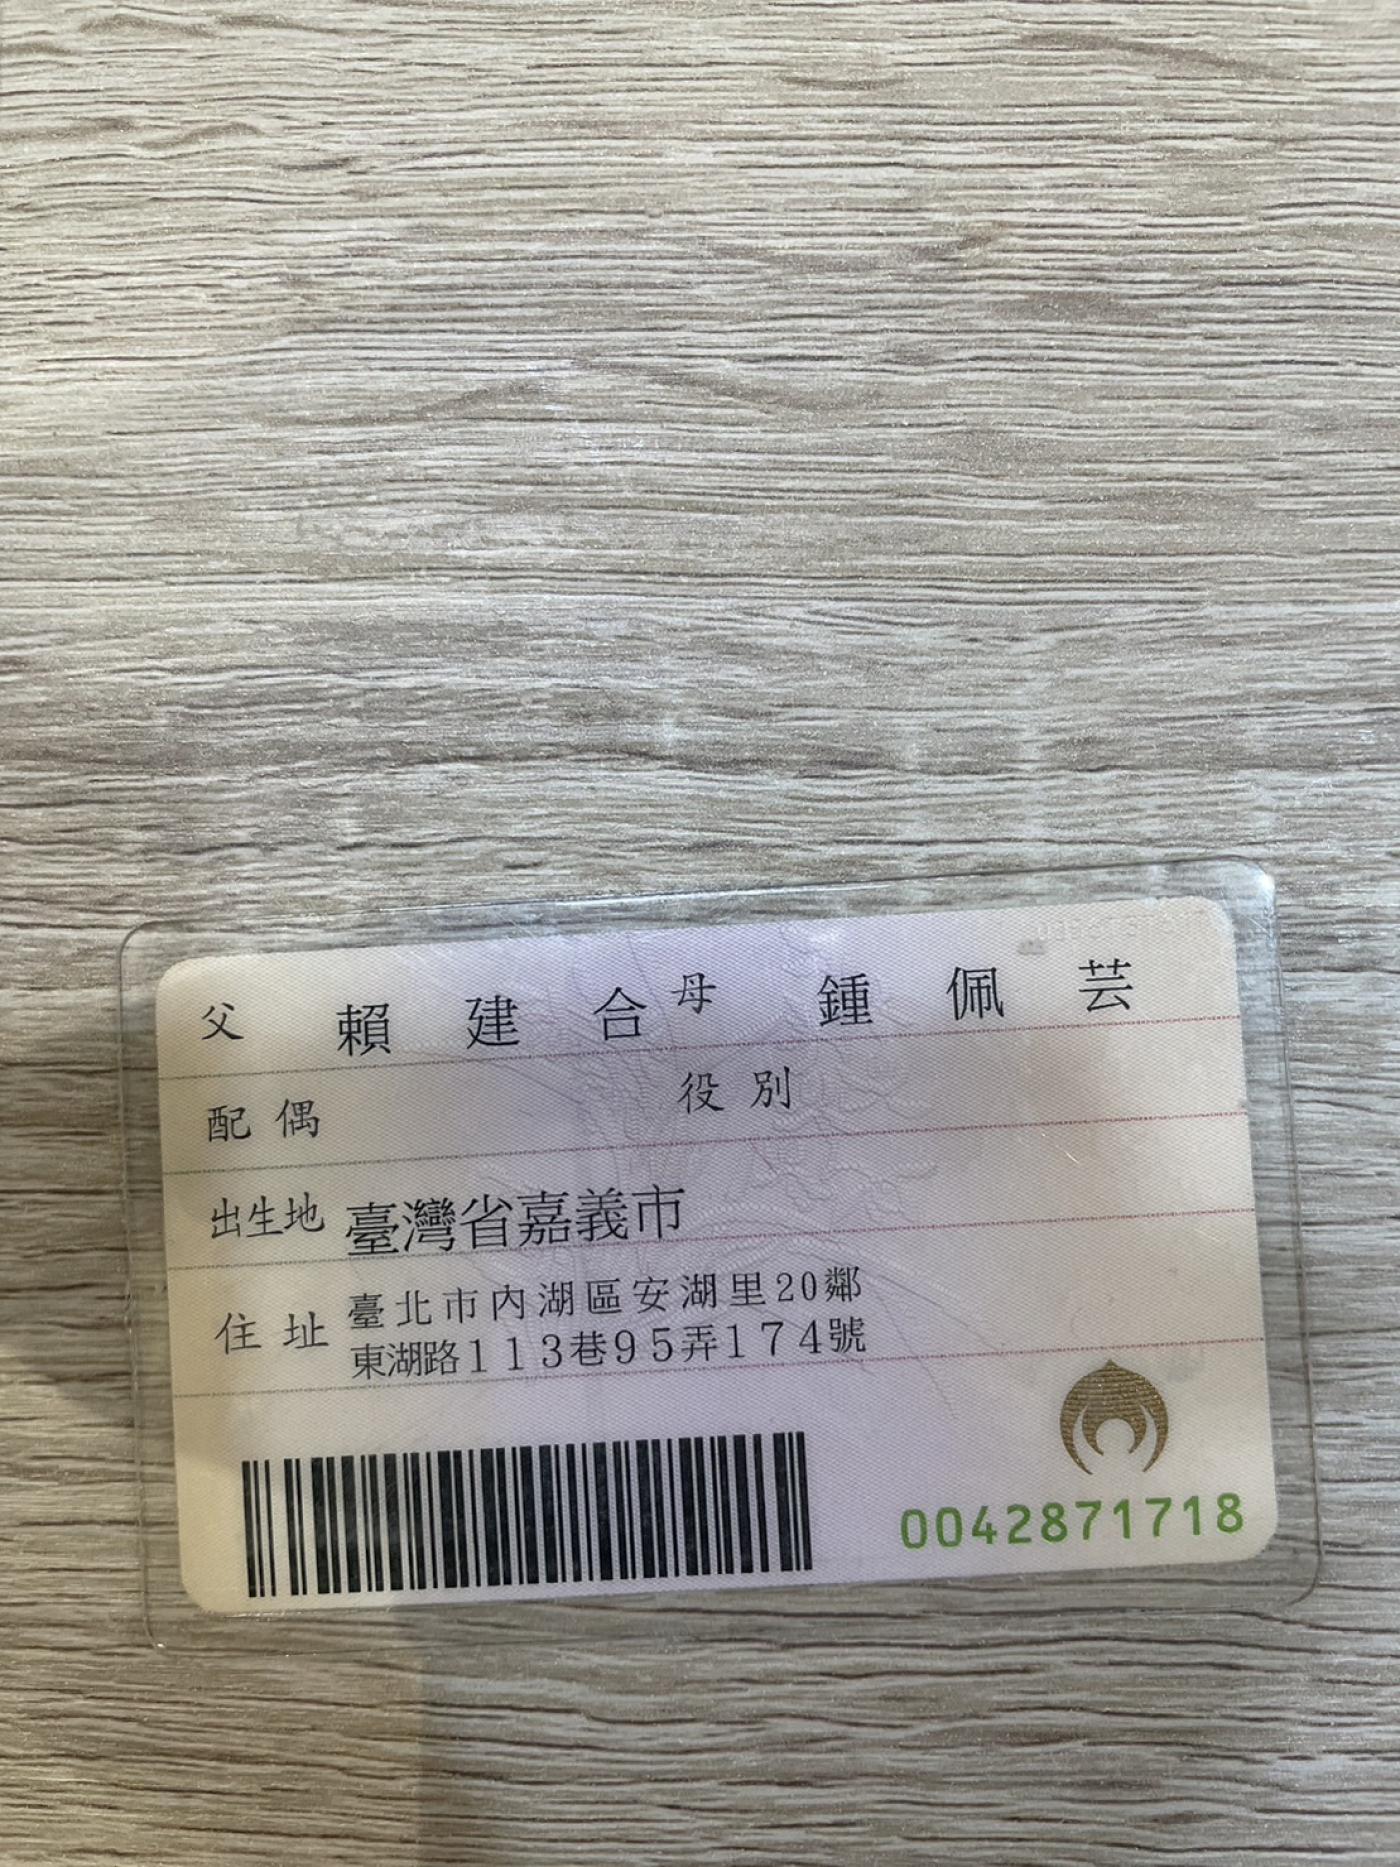 父 賴建合 母 鍾佩芸
配偶 役別
出生地 臺灣省嘉義市
住址 臺北市內湖區安湖里20鄰
東湖路113巷95弄174號
0042871718